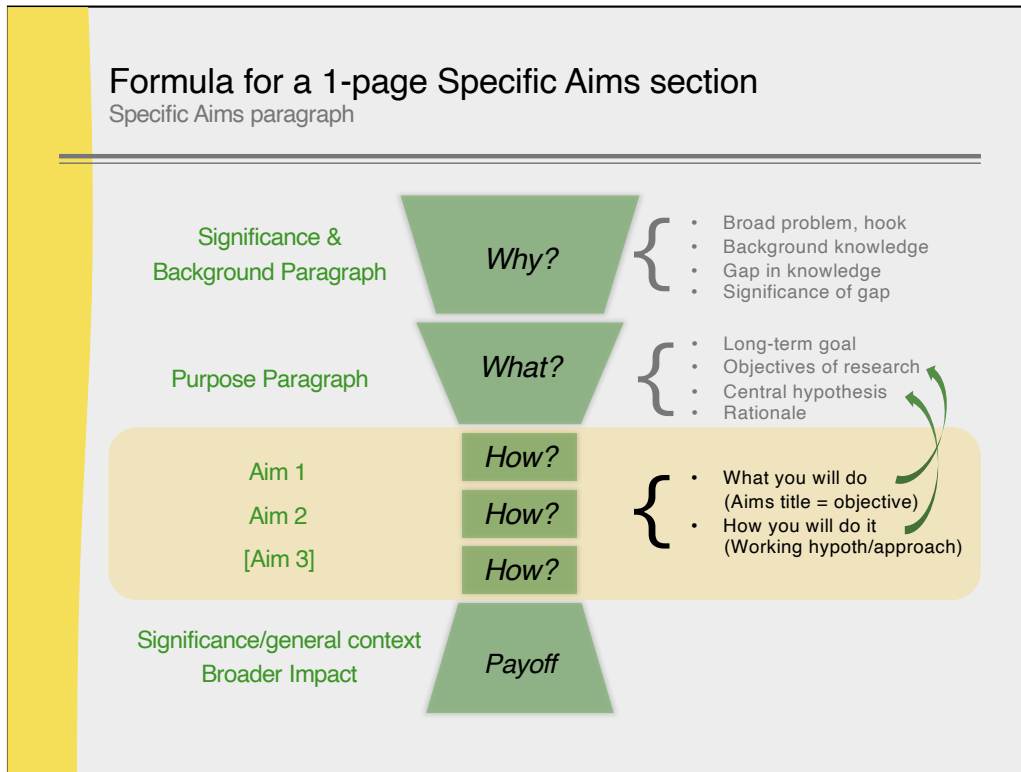 Formula for a 1-page Specific Aims section
Specific Aims paragraph
Significance &
Background Paragraph
Why?
• Broad problem, hook
• Background knowledge
• Gap in knowledge
• Significance of gap
Purpose Paragraph
What?
• Long-term goal
• Objectives of research
• Central hypothesis
• Rationale
Aim 1
Aim 2
[Aim 3]
How?
How?
How?
• What you will do
(Aims title = objective)
• How you will do it
(Working hypoth/approach)
Significance/general context
Broader Impact
Payoff